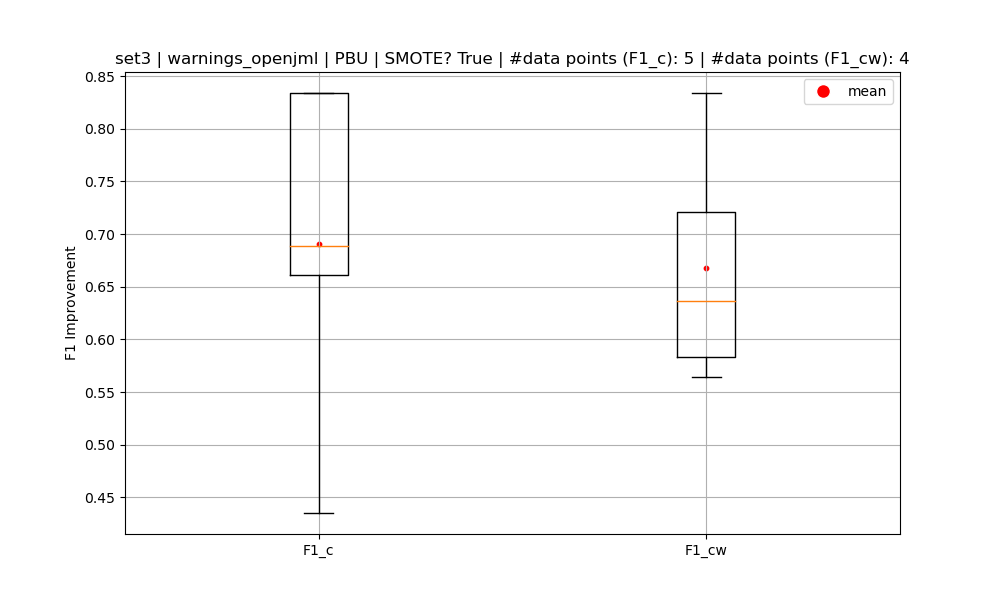 set3 | warnings_openjml | PBU | SMOTE? True | #data points (F1_c): 5 | #data points (F1_cw): 4
mean
0.85
0.80
0.75
0.70
0.65
0.60
0.55
0.50
0.45
F1 Improvement
F1_c
F1_cw